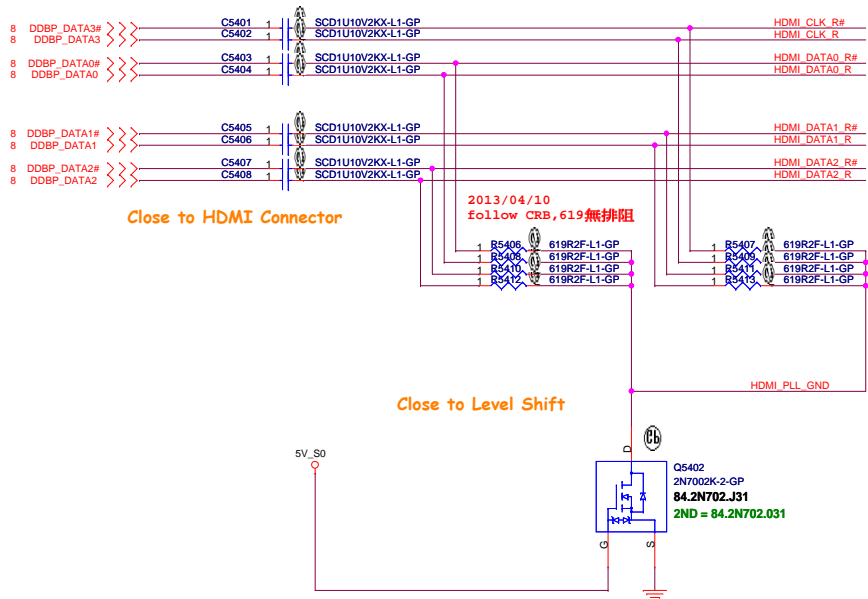 8 DDBP_DATA3# C5401 1 SCD1U10V2KX-L1-GP HDMI_CLK_R#
8 DDBP_DATA3 C5402 1 SCD1U10V2KX-L1-GP HDMI_CLK_R
8 DDBP_DATA0# C5403 1 SCD1U10V2KX-L1-GP HDMI_DATA0_R#
8 DDBP_DATA0 C5404 1 SCD1U10V2KX-L1-GP HDMI_DATA0_R
8 DDBP_DATA1# C5405 1 SCD1U10V2KX-L1-GP HDMI_DATA1_R#
8 DDBP_DATA1 C5406 1 SCD1U10V2KX-L1-GP HDMI_DATA1_R
8 DDBP_DATA2# C5407 1 SCD1U10V2KX-L1-GP HDMI_DATA2_R#
8 DDBP_DATA2 C5408 1 SCD1U10V2KX-L1-GP HDMI_DATA2_R
Close to HDMI Connector
2013/04/10
follow CRB,619無排阻
1 R5406 619R2F-L1-GP 1 R5407 619R2F-L1-GP
1 R5408 619R2F-L1-GP 1 R5409 619R2F-L1-GP
1 R5410 619R2F-L1-GP 1 R5411 619R2F-L1-GP
1 R5412 619R2F-L1-GP 1 R5413 619R2F-L1-GP
HDMI_PLL_GND
Close to Level Shift
5V_S0
D
Q5402
2N7002K-2-GP
84.2N702.J31
2ND = 84.2N702.031
G S